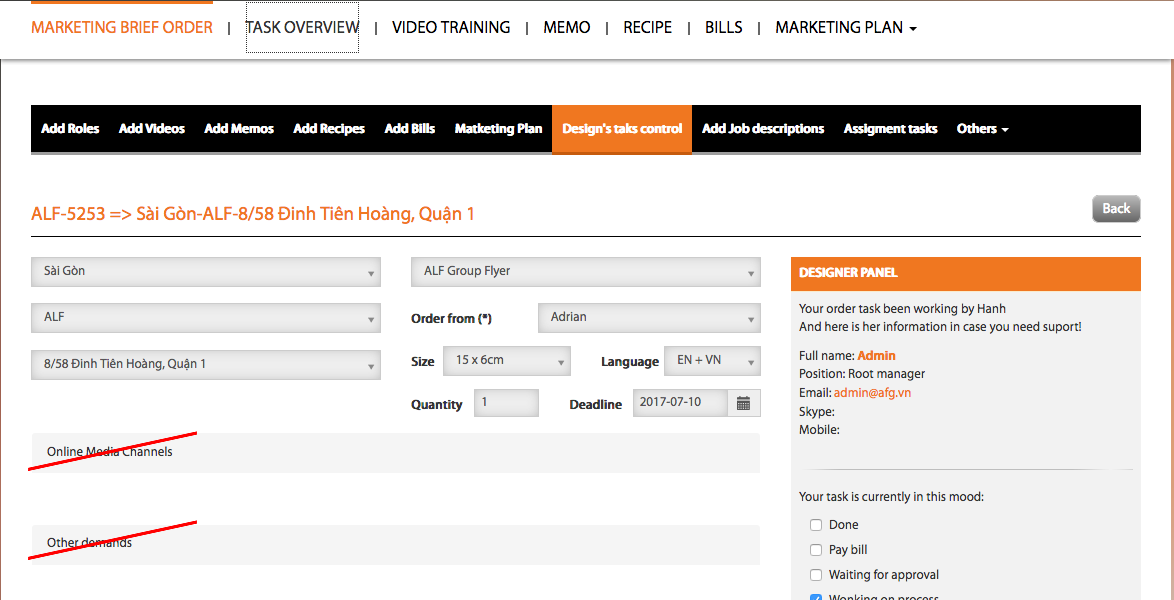 MARKETING BRIEF ORDER | TASK OVERVIEW | VIDEO TRAINING | MEMO | RECIPE | BILLS | MARKETING PLAN
Add Roles Add Videos Add Memos Add Recipes Add Bills Matketing Plan Design's taks control Add Job descriptions Assigment tasks Others
ALF-5253 => Sài Gòn-ALF-8/58 Đinh Tiên Hoàng, Quận 1
Back
Sài Gòn
ALF
8/58 Đinh Tiên Hoàng, Quận 1
ALF Group Flyer
Order from (*) Adrian
Size 15 x 6cm Language EN + VN
Quantity 1 Deadline 2017-07-10
Online Media Channels
Other demands
DESIGNER PANEL
Your order task been working by Hanh
And here is her information in case you need suport!
Full name: Admin
Position: Root manager
Email: admin@afg.vn
Skype:
Mobile:
Your task is currently in this mood:
Done
Pay bill
Waiting for approval
Working on process